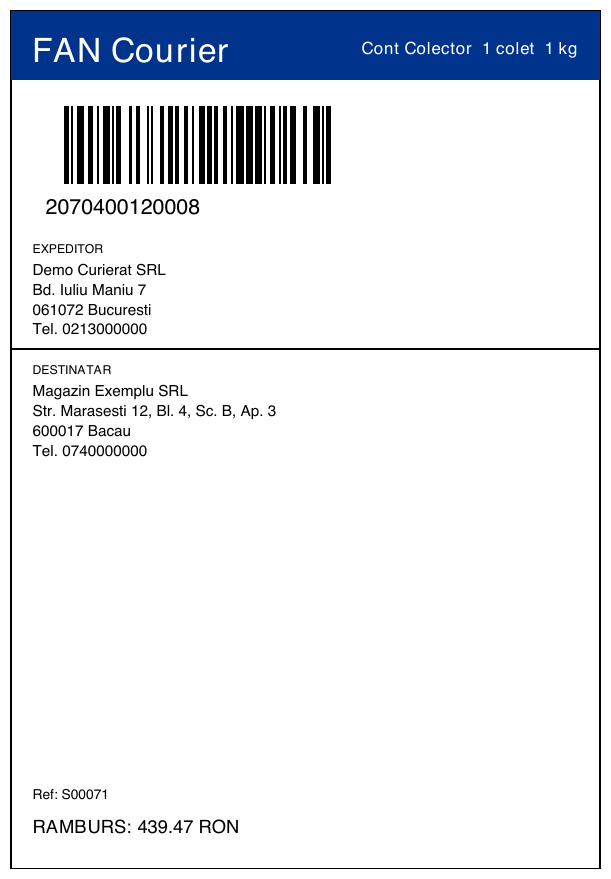 FAN Courier
Cont Colector 1 colet 1 kg
2070400120008
EXPEDITOR
Demo Curierat SRL
Bd. Iuliu Maniu 7
061072 Bucuresti
Tel. 0213000000
DESTINATAR
Magazin Exemplu SRL
Str. Marasesti 12, Bl. 4, Sc. B, Ap. 3
600017 Bacau
Tel. 0740000000
Ref: S00071
RAMBURS: 439.47 RON